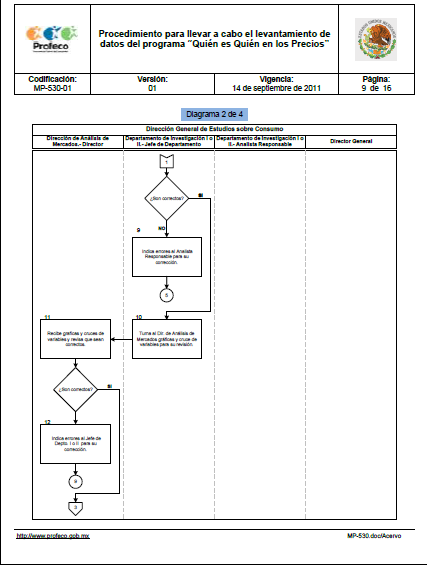 Profeco
Procedimiento para llevar a cabo el levantamiento de
datos del programa "Quién es Quién en los Precios"
Codificación:
MP-530-01
Versión:
01
Vigencia:
14 de septiembre de 2011
Página:
9 de 16
Diagrama 2 de 4
Dirección General de Estudios sobre Consumo
Dirección de Análisis de
Mercados.- Director
Departamento de Investigación I o
II.- Jefe de Departamento
Departamento de Investigación I o
II.- Analista Responsable
Director General
1
¿Son correctos?
SI
NO
9
Indica errores al Analista
Responsable para su
corrección.
10
Turna al Dir. de Análisis de
Mercados gráficas y cruce de
variables para su revisión.
11
Recibe gráficas y cruces de
variables y revisa que sean
correctos.
¿Son correctos?
SI
12
Indica errores al Jefe de
Depto. I o II para su
corrección.
3
http://www.profeco.gob.mx
MP-530.doc/Acervo